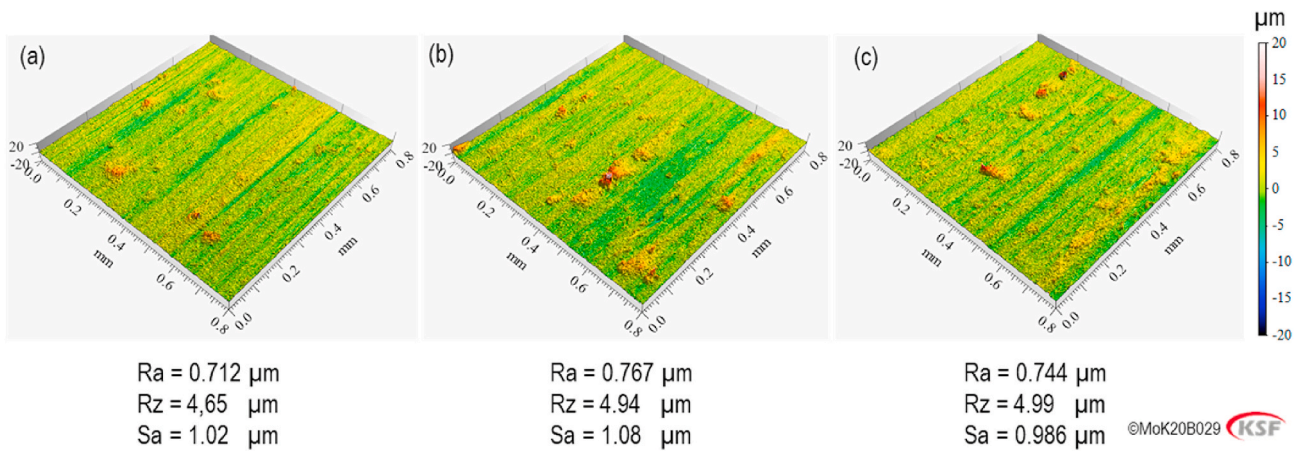 µm
(a)
(b)
(c)
20
15
10
5
0
-5
-10
-15
-20
20
-20
0.0
0.2
0.4
0.6
0.8
mm
0.0
0.2
0.4
0.6
0.8
mm
20
-20
0.0
0.2
0.4
0.6
0.8
mm
0.0
0.2
0.4
0.6
0.8
mm
20
-20
0.0
0.2
0.4
0.6
0.8
mm
0.0
0.2
0.4
0.6
0.8
mm
Ra = 0.712 µm
Rz = 4,65 µm
Sa = 1.02 µm
Ra = 0.767 µm
Rz = 4.94 µm
Sa = 1.08 µm
Ra = 0.744 µm
Rz = 4.99 µm
Sa = 0.986 µm
©MoK20B029 KSF